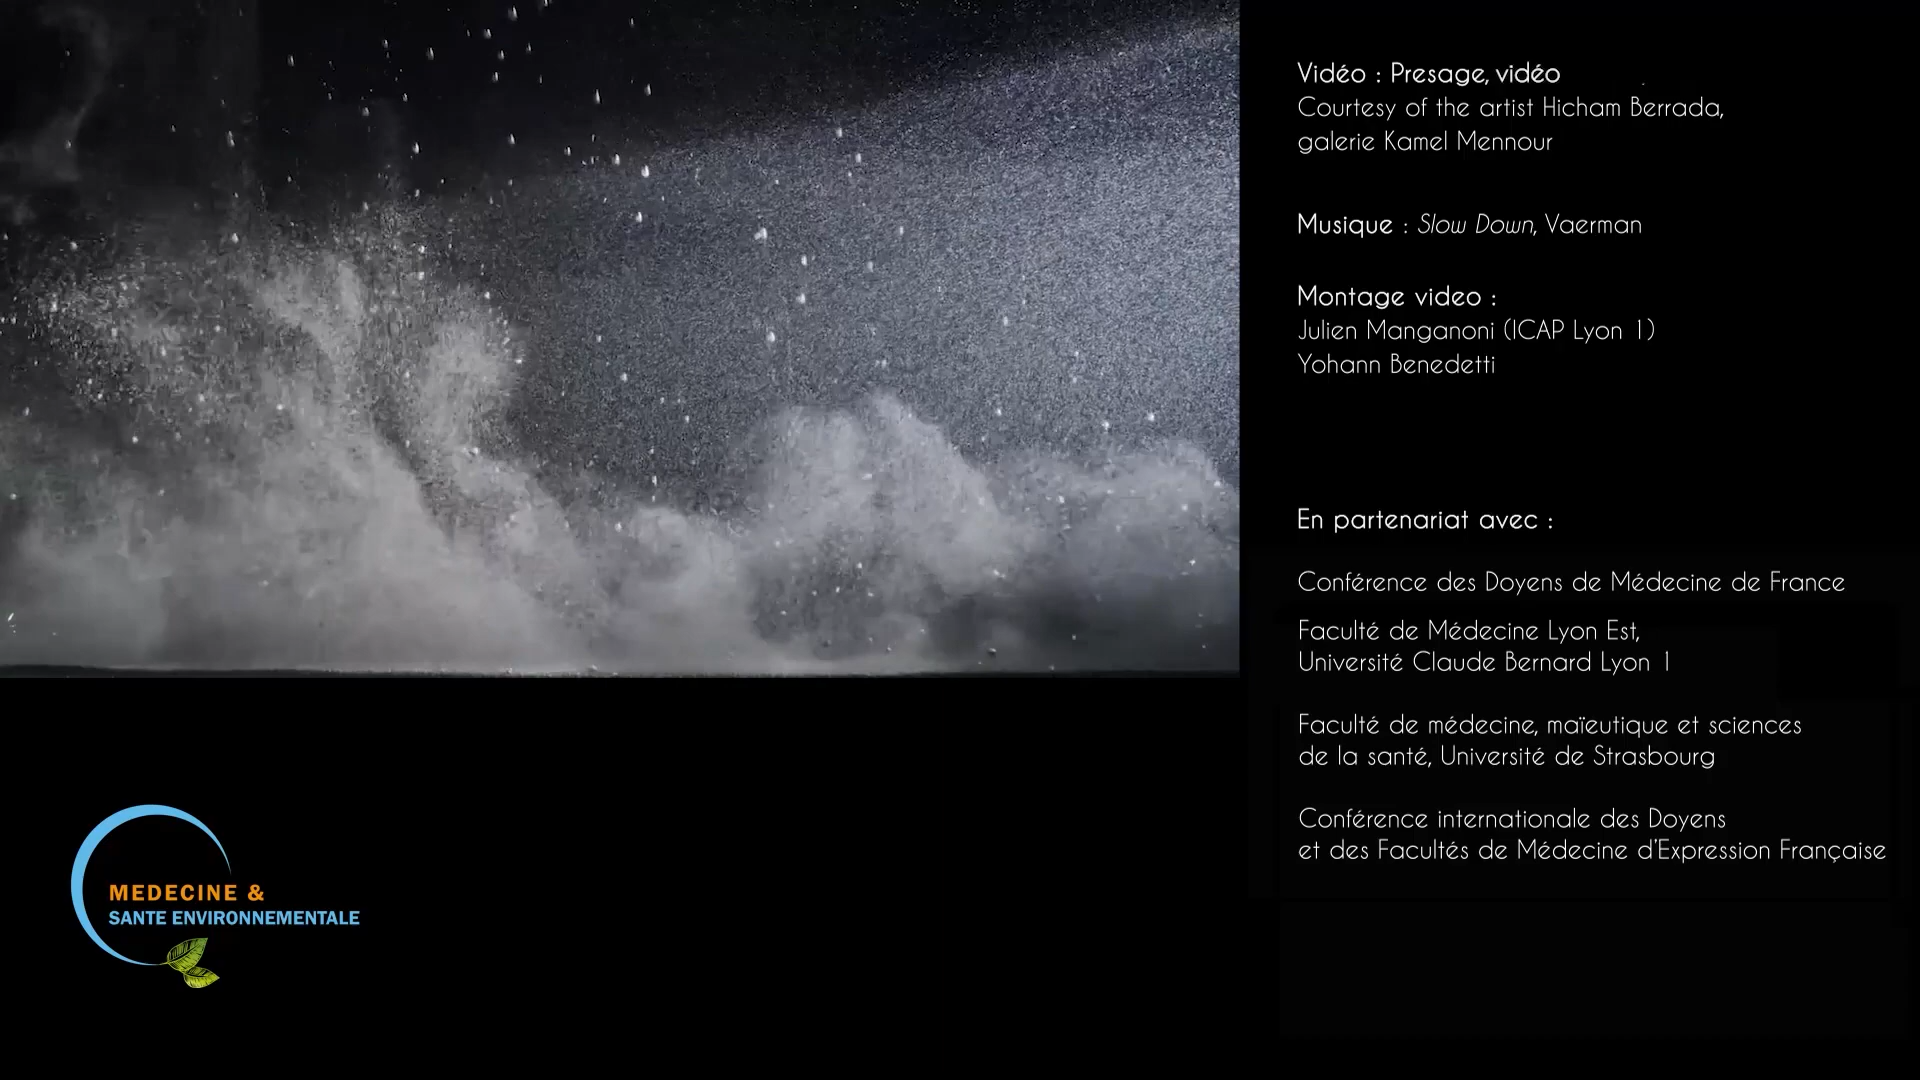 Vidéo : Presage, vidéo
Courtesy of the artist Hicham Berrada,
galerie Kamel Mennour
Musique : Slow Down, Vaerman
Montage video :
Julien Manganoni (ICAP Lyon 1)
Yohann Benedetti
En partenariat avec :
Conférence des Doyens de Médecine de France
Faculté de Médecine Lyon Est,
Université Claude Bernard Lyon 1
Faculté de médecine, maïeutique et sciences
de la santé, Université de Strasbourg
Conférence internationale des Doyens
et des Facultés de Médecine d'Expression Française
MEDECINE &
SANTE ENVIRONNEMENTALE